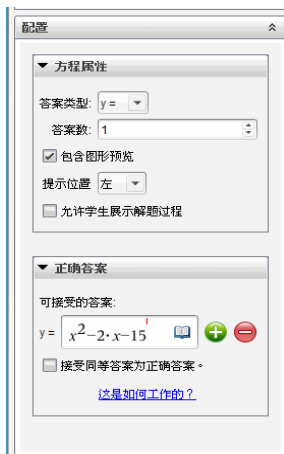 配置
方程属性
答案类型: y =
答案数: 1
包含图形预览
提示位置 左
允许学生展示解题过程
正确答案
可接受的答案:
y = x²−2·x−15
接受同等答案为正确答案。
这是如何工作的？